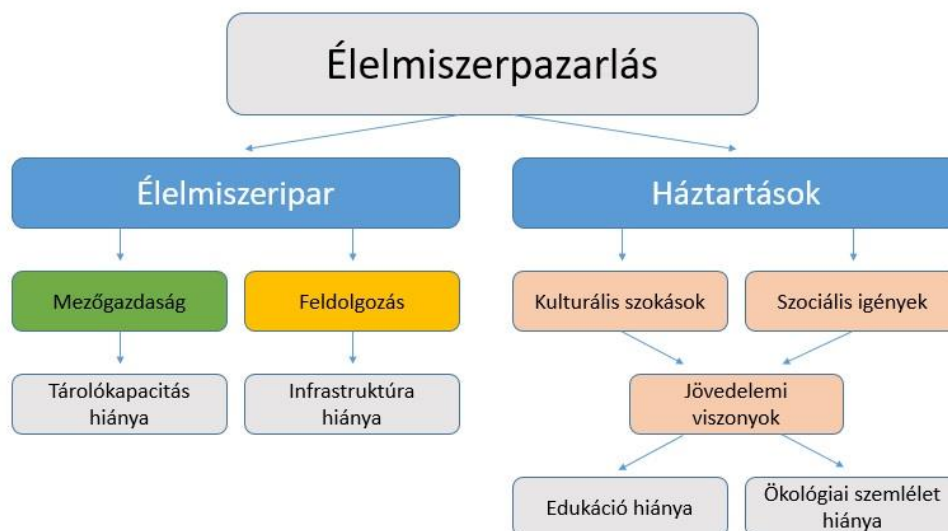 Élelmiszerpazarlás
Élelmiszeripar
Háztartások
Mezőgazdaság
Feldolgozás
Kulturális szokások
Szociális igények
Tárolókapacitás
hiánya
Infrastruktúra
hiánya
Jövedelemi
viszonyok
Edukáció hiánya
Ökológiai szemlélet
hiánya